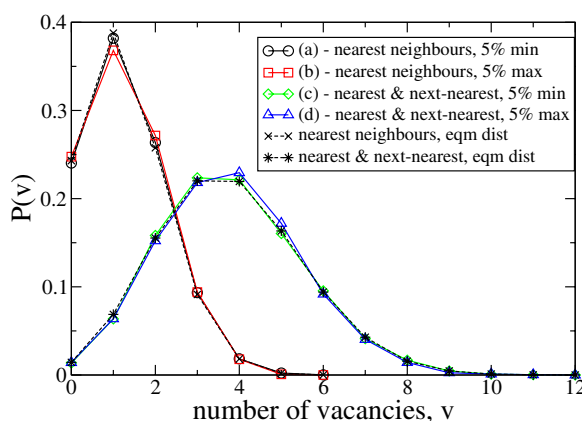 0.4
0.3
0.2
0.1
0
P(v)
(a) - nearest neighbours, 5% min
(b) - nearest neighbours, 5% max
(c) - nearest & next-nearest, 5% min
(d) - nearest & next-nearest, 5% max
nearest neighbours, eqm dist
nearest & next-nearest, eqm dist
0 2 4 6 8 10 12
number of vacancies, v